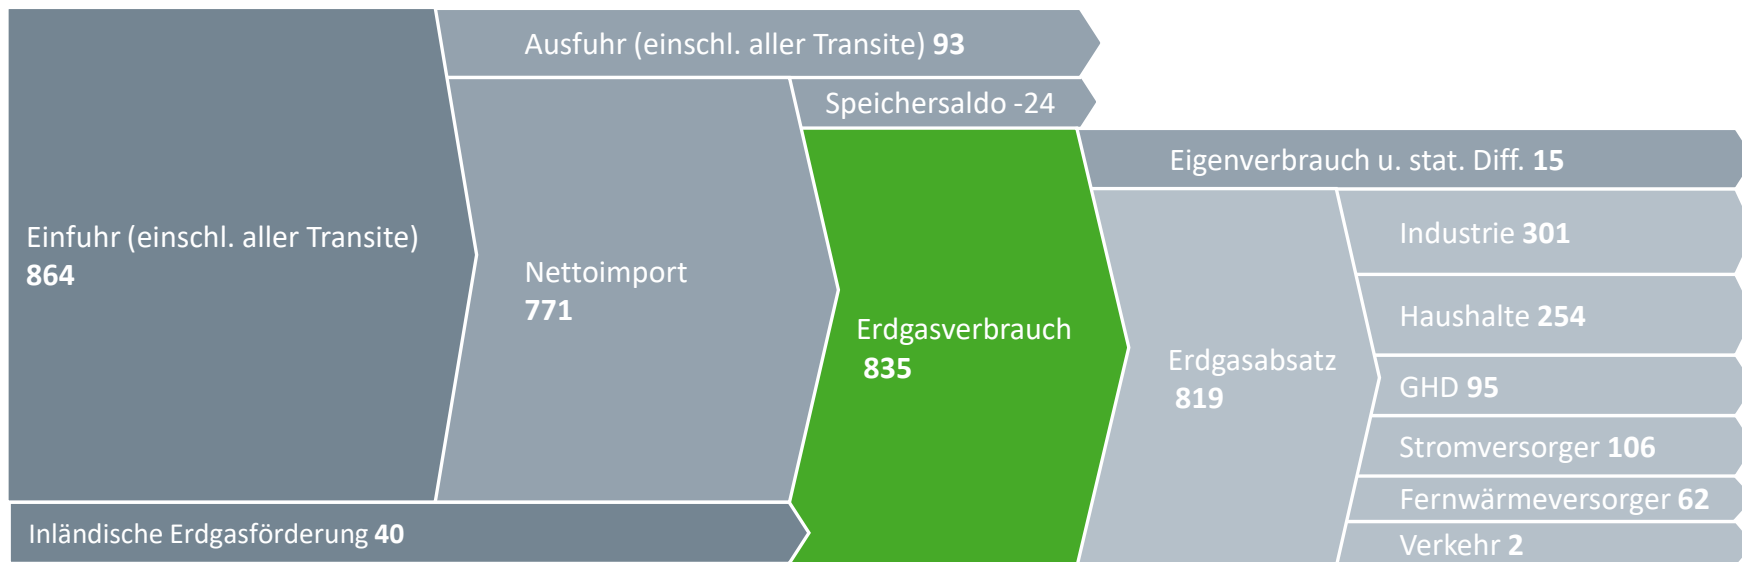 Ausfuhr (einschl. aller Transite) 93
Speichersaldo -24
Eigenverbrauch u. stat. Diff. 15
Einfuhr (einschl. aller Transite)
864
Nettoimport
771
Erdgasverbrauch
835
Erdgasabsatz
819
Industrie 301
Haushalte 254
GHD 95
Stromversorger 106
Fernwärmeversorger 62
Verkehr 2
Inländische Erdgasförderung 40